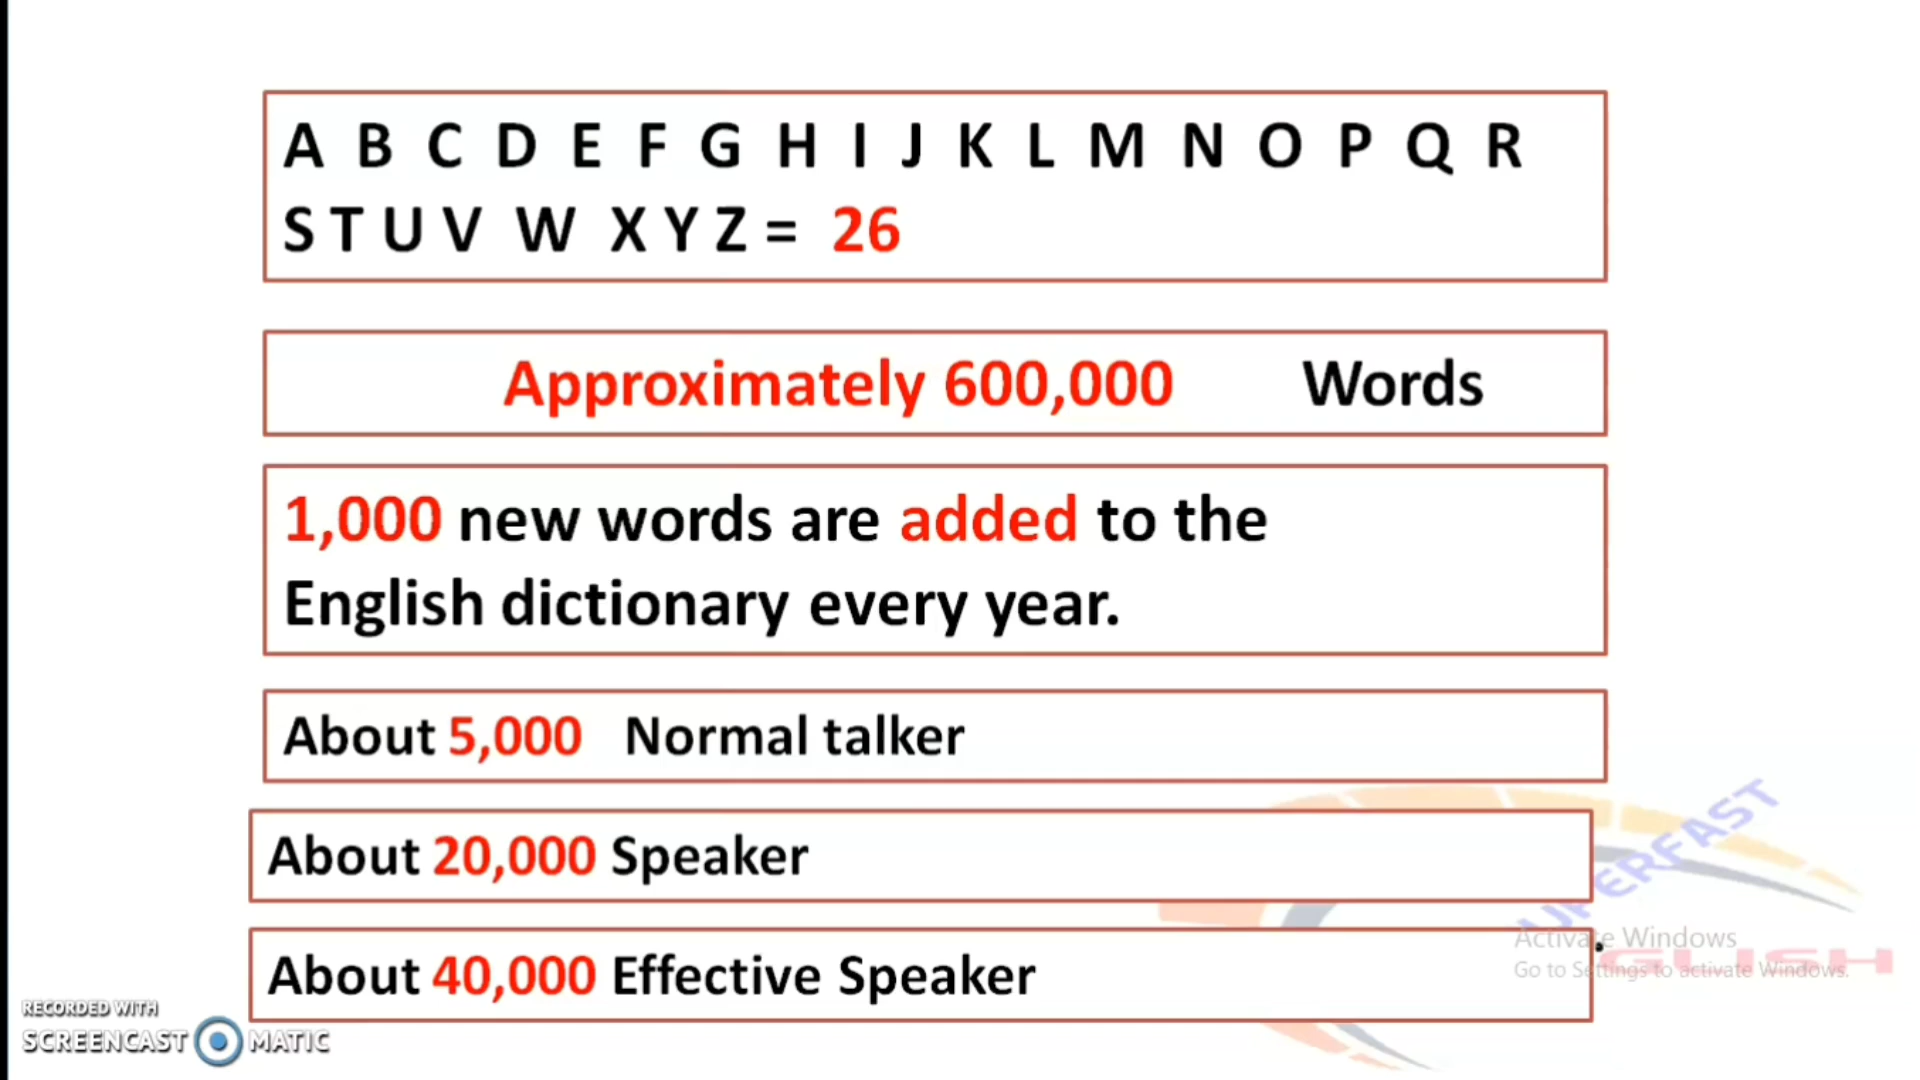 A B C D E F G H I J K L M N O P Q R
S T U V W X Y Z = 26
Approximately 600,000 Words
1,000 new words are added to the
English dictionary every year.
About 5,000 Normal talker
About 20,000 Speaker
About 40,000 Effective Speaker
Activate Windows
Go to Settings to activate Windows.
RECORDED WITH
SCREENCAST MATIC